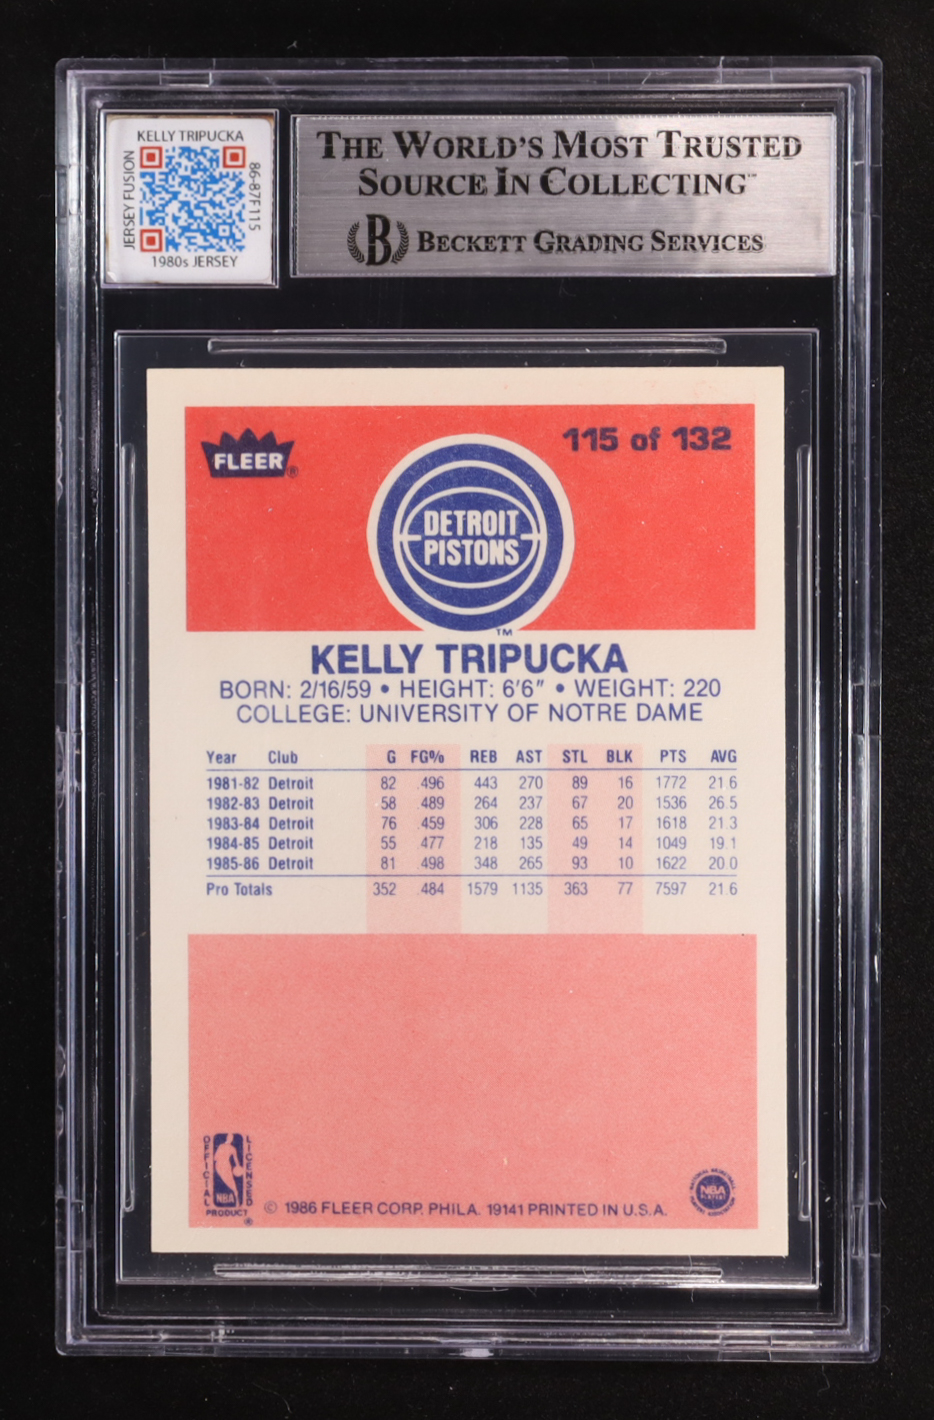 KELLY TRIPUCKA
JERSEY FUSION
86-87F115
1980s JERSEY
THE WORLD'S MOST TRUSTED
SOURCE IN COLLECTING™
B BECKETT GRADING SERVICES
FLEER®
115 of 132
DETROIT
PISTONS
TM
KELLY TRIPUCKA
BORN: 2/16/59 • HEIGHT: 6'6" • WEIGHT: 220
COLLEGE: UNIVERSITY OF NOTRE DAME
Year Club G FG% REB AST STL BLK PTS AVG
1981-82 Detroit 82 .496 443 270 89 16 1772 21.6
1982-83 Detroit 58 .489 264 237 67 20 1536 26.5
1983-84 Detroit 76 .459 306 228 65 17 1618 21.3
1984-85 Detroit 55 .477 218 135 49 14 1049 19.1
1985-86 Detroit 81 .498 348 265 93 10 1622 20.0
Pro Totals 352 .484 1579 1135 363 77 7597 21.6
OFFICIAL
LICENSED
NBA
PRODUCT
®
© 1986 FLEER CORP. PHILA. 19141 PRINTED IN U.S.A.
NATIONAL BASKETBALL
NBA
PLAYERS
ASSOCIATION